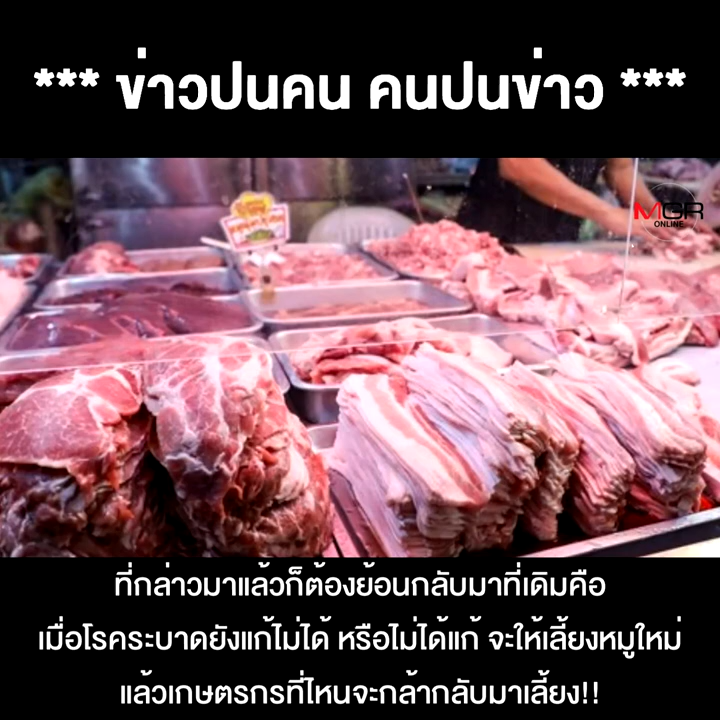 *** ข่าวปนคน คนปนข่าว ***
MGR
ONLINE
ที่กล่าวมาแล้วก็ต้องย้อนกลับมาที่เดิมคือ
เมื่อโรคระบาดยังแก้ไม่ได้ หรือไม่ได้แก้ จะให้เลี้ยงหมูใหม่
แล้วเกษตรกรที่ไหนจะกล้ากลับมาเลี้ยง!!